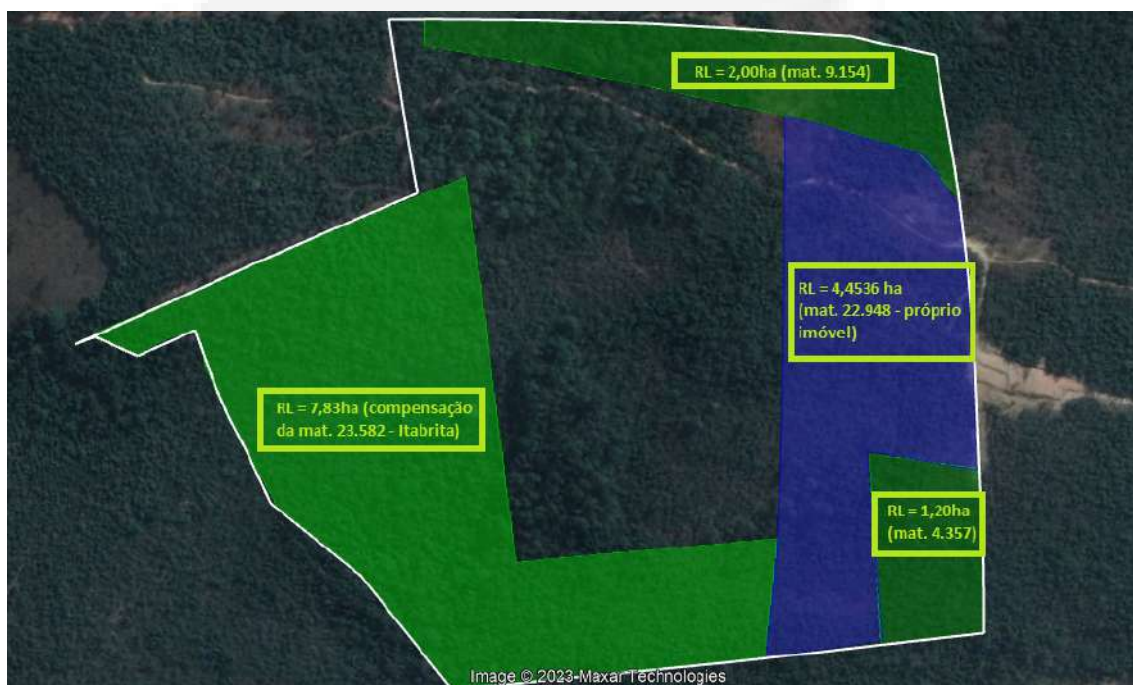 RL = 2,00ha (mat. 9.154)
RL = 4,4536 ha
(mat. 22.948 - próprio
imóvel)
RL = 7,83ha (compensação
da mat. 23.582 - Itabrita)
RL = 1,20ha
(mat. 4.357)
Image © 2023 Maxar Technologies